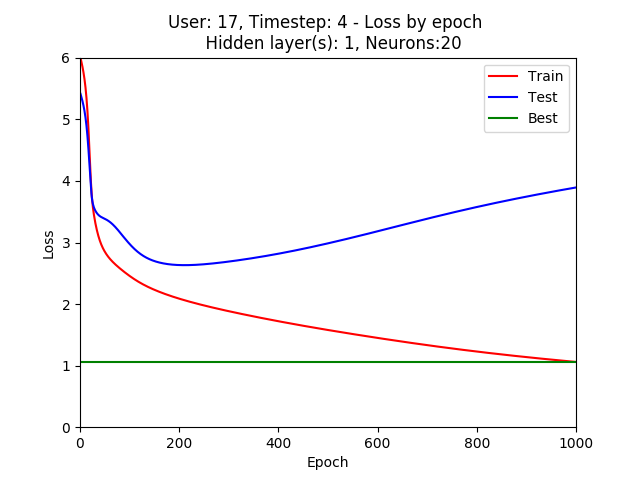 User: 17, Timestep: 4 - Loss by epoch
Hidden layer(s): 1, Neurons:20
Train
Test
Best
6
5
4
3
2
1
0
Loss
0 200 400 600 800 1000
Epoch